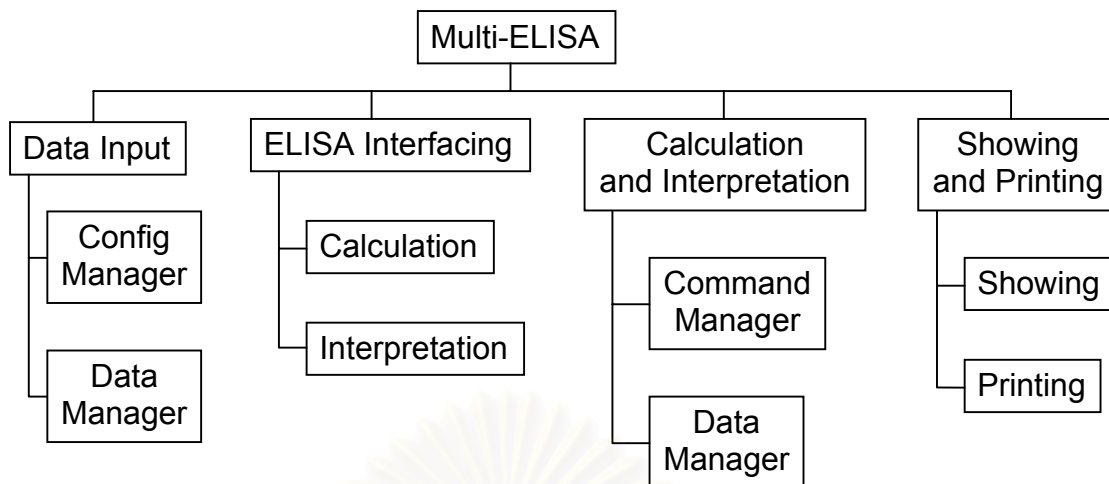 Multi-ELISA
Data Input
Config
Manager
Data
Manager
ELISA Interfacing
Calculation
Interpretation
Calculation
and Interpretation
Command
Manager
Data
Manager
Showing
and Printing
Showing
Printing